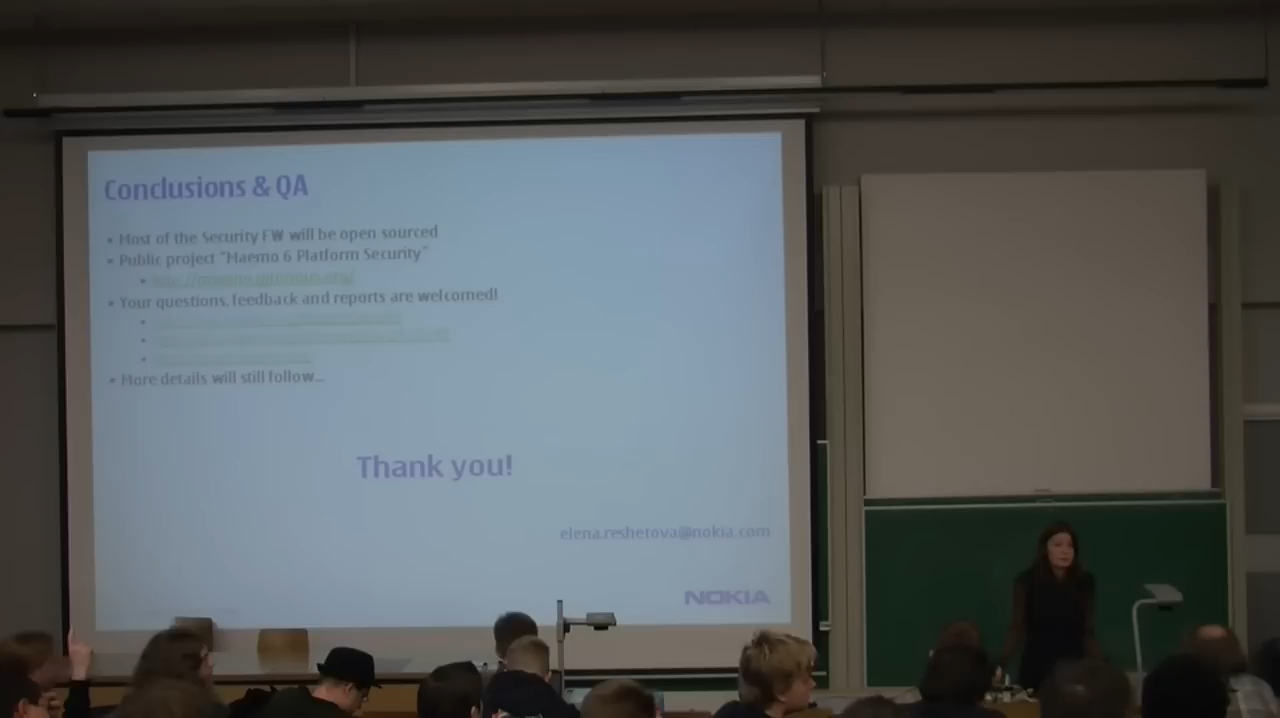 Conclusions & QA
• Most of the Security FW will be open sourced
• Public project "Maemo 6 Platform Security"
• Your questions, feedback and reports are welcomed!
• More details will still follow...
Thank you!
elena.reshetova@nokia.com
NOKIA